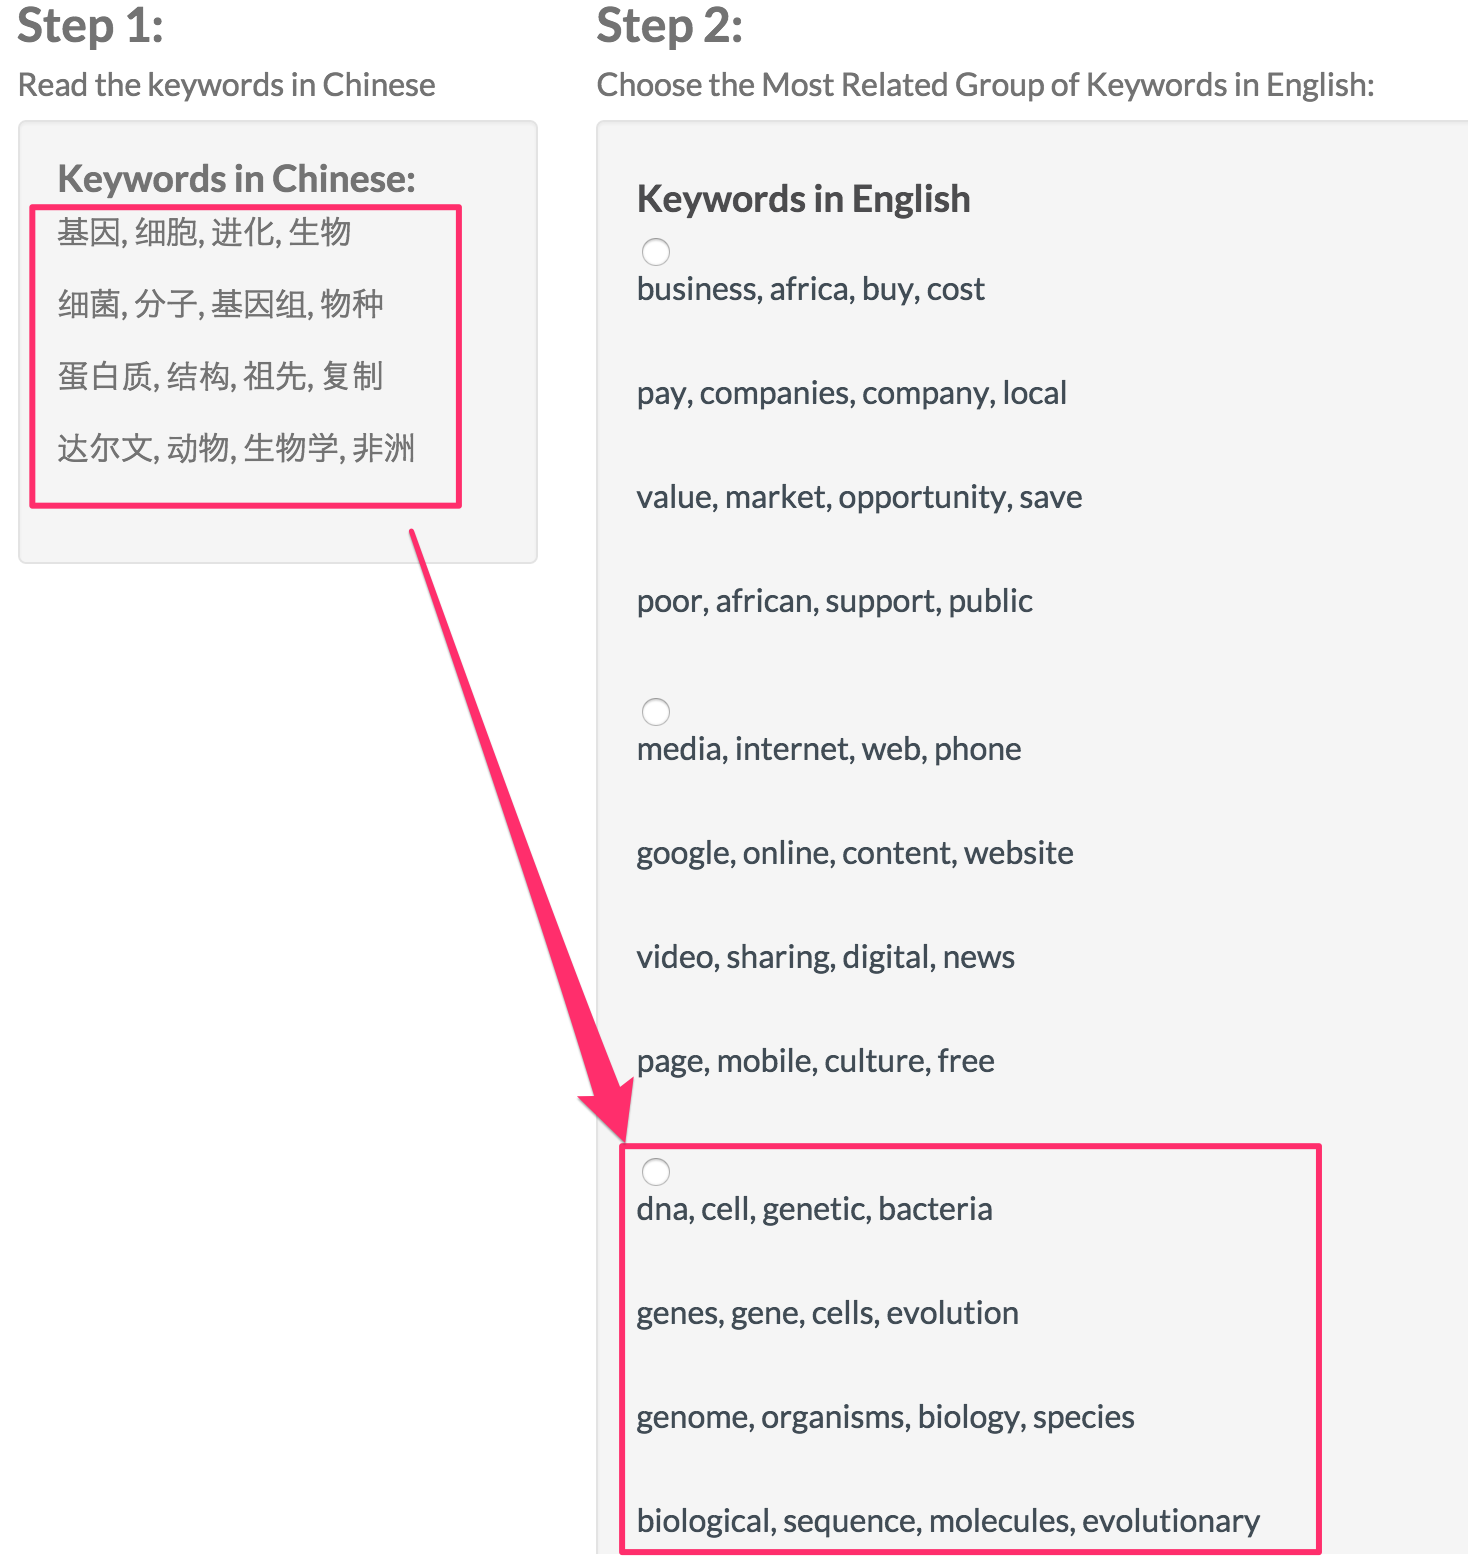 Step 1:
Read the keywords in Chinese
Keywords in Chinese:
基因, 细胞, 进化, 生物
细菌, 分子, 基因组, 物种
蛋白质, 结构, 祖先, 复制
达尔文, 动物, 生物学, 非洲
Step 2:
Choose the Most Related Group of Keywords in English:
Keywords in English
business, africa, buy, cost
pay, companies, company, local
value, market, opportunity, save
poor, african, support, public
media, internet, web, phone
google, online, content, website
video, sharing, digital, news
page, mobile, culture, free
dna, cell, genetic, bacteria
genes, gene, cells, evolution
genome, organisms, biology, species
biological, sequence, molecules, evolutionary